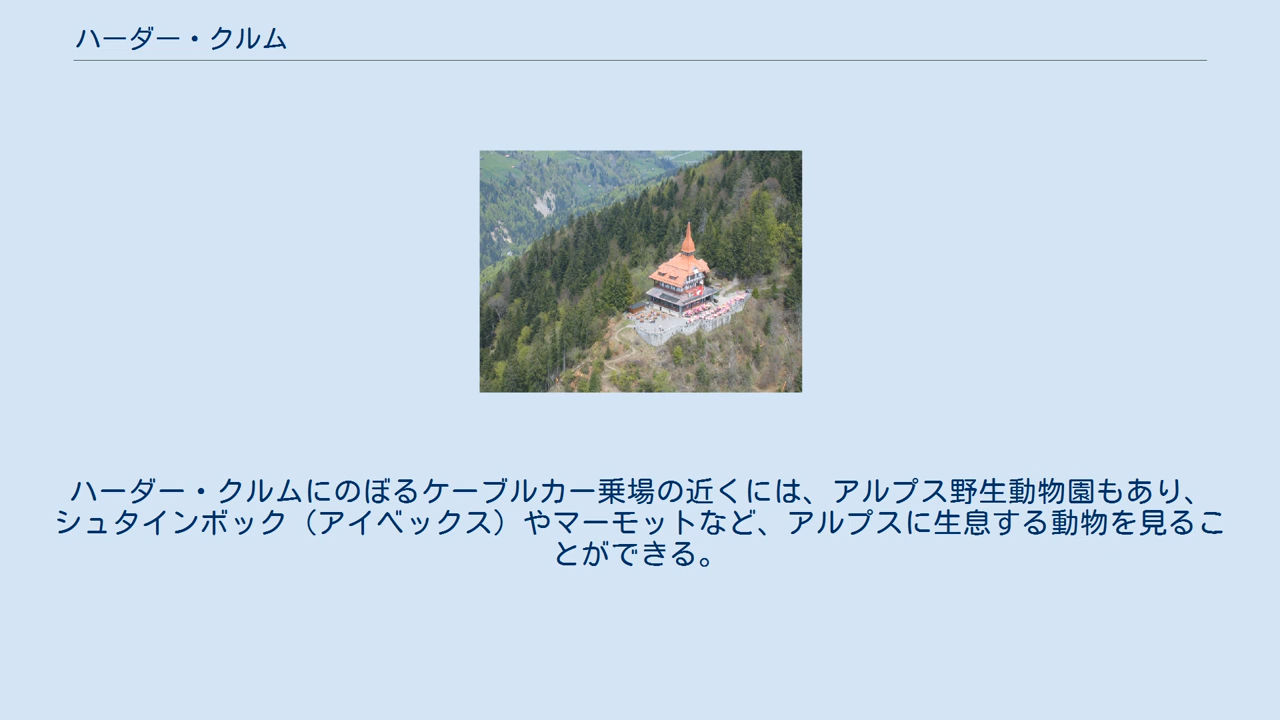 ハーダー・クルム
ハーダー・クルムにのぼるケーブルカー乗場の近くには、アルプス野生動物園もあり、
シュタインボック（アイベックス）やマーモットなど、アルプスに生息する動物を見るこ
とができる。